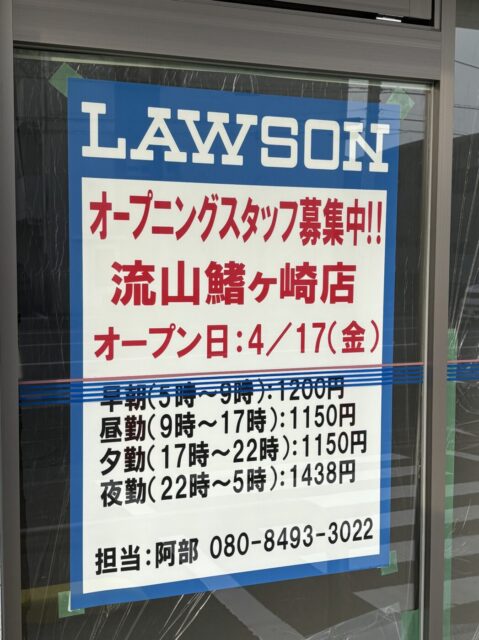 LAWSON
オープニングスタッフ募集中!!
流山鰭ヶ崎店
オープン日:4／17(金)
早朝(5時～9時):1200円
昼勤(9時～17時):1150円
夕勤(17時～22時):1150円
夜勤(22時～5時):1438円
担当:阿部 080-8493-3022